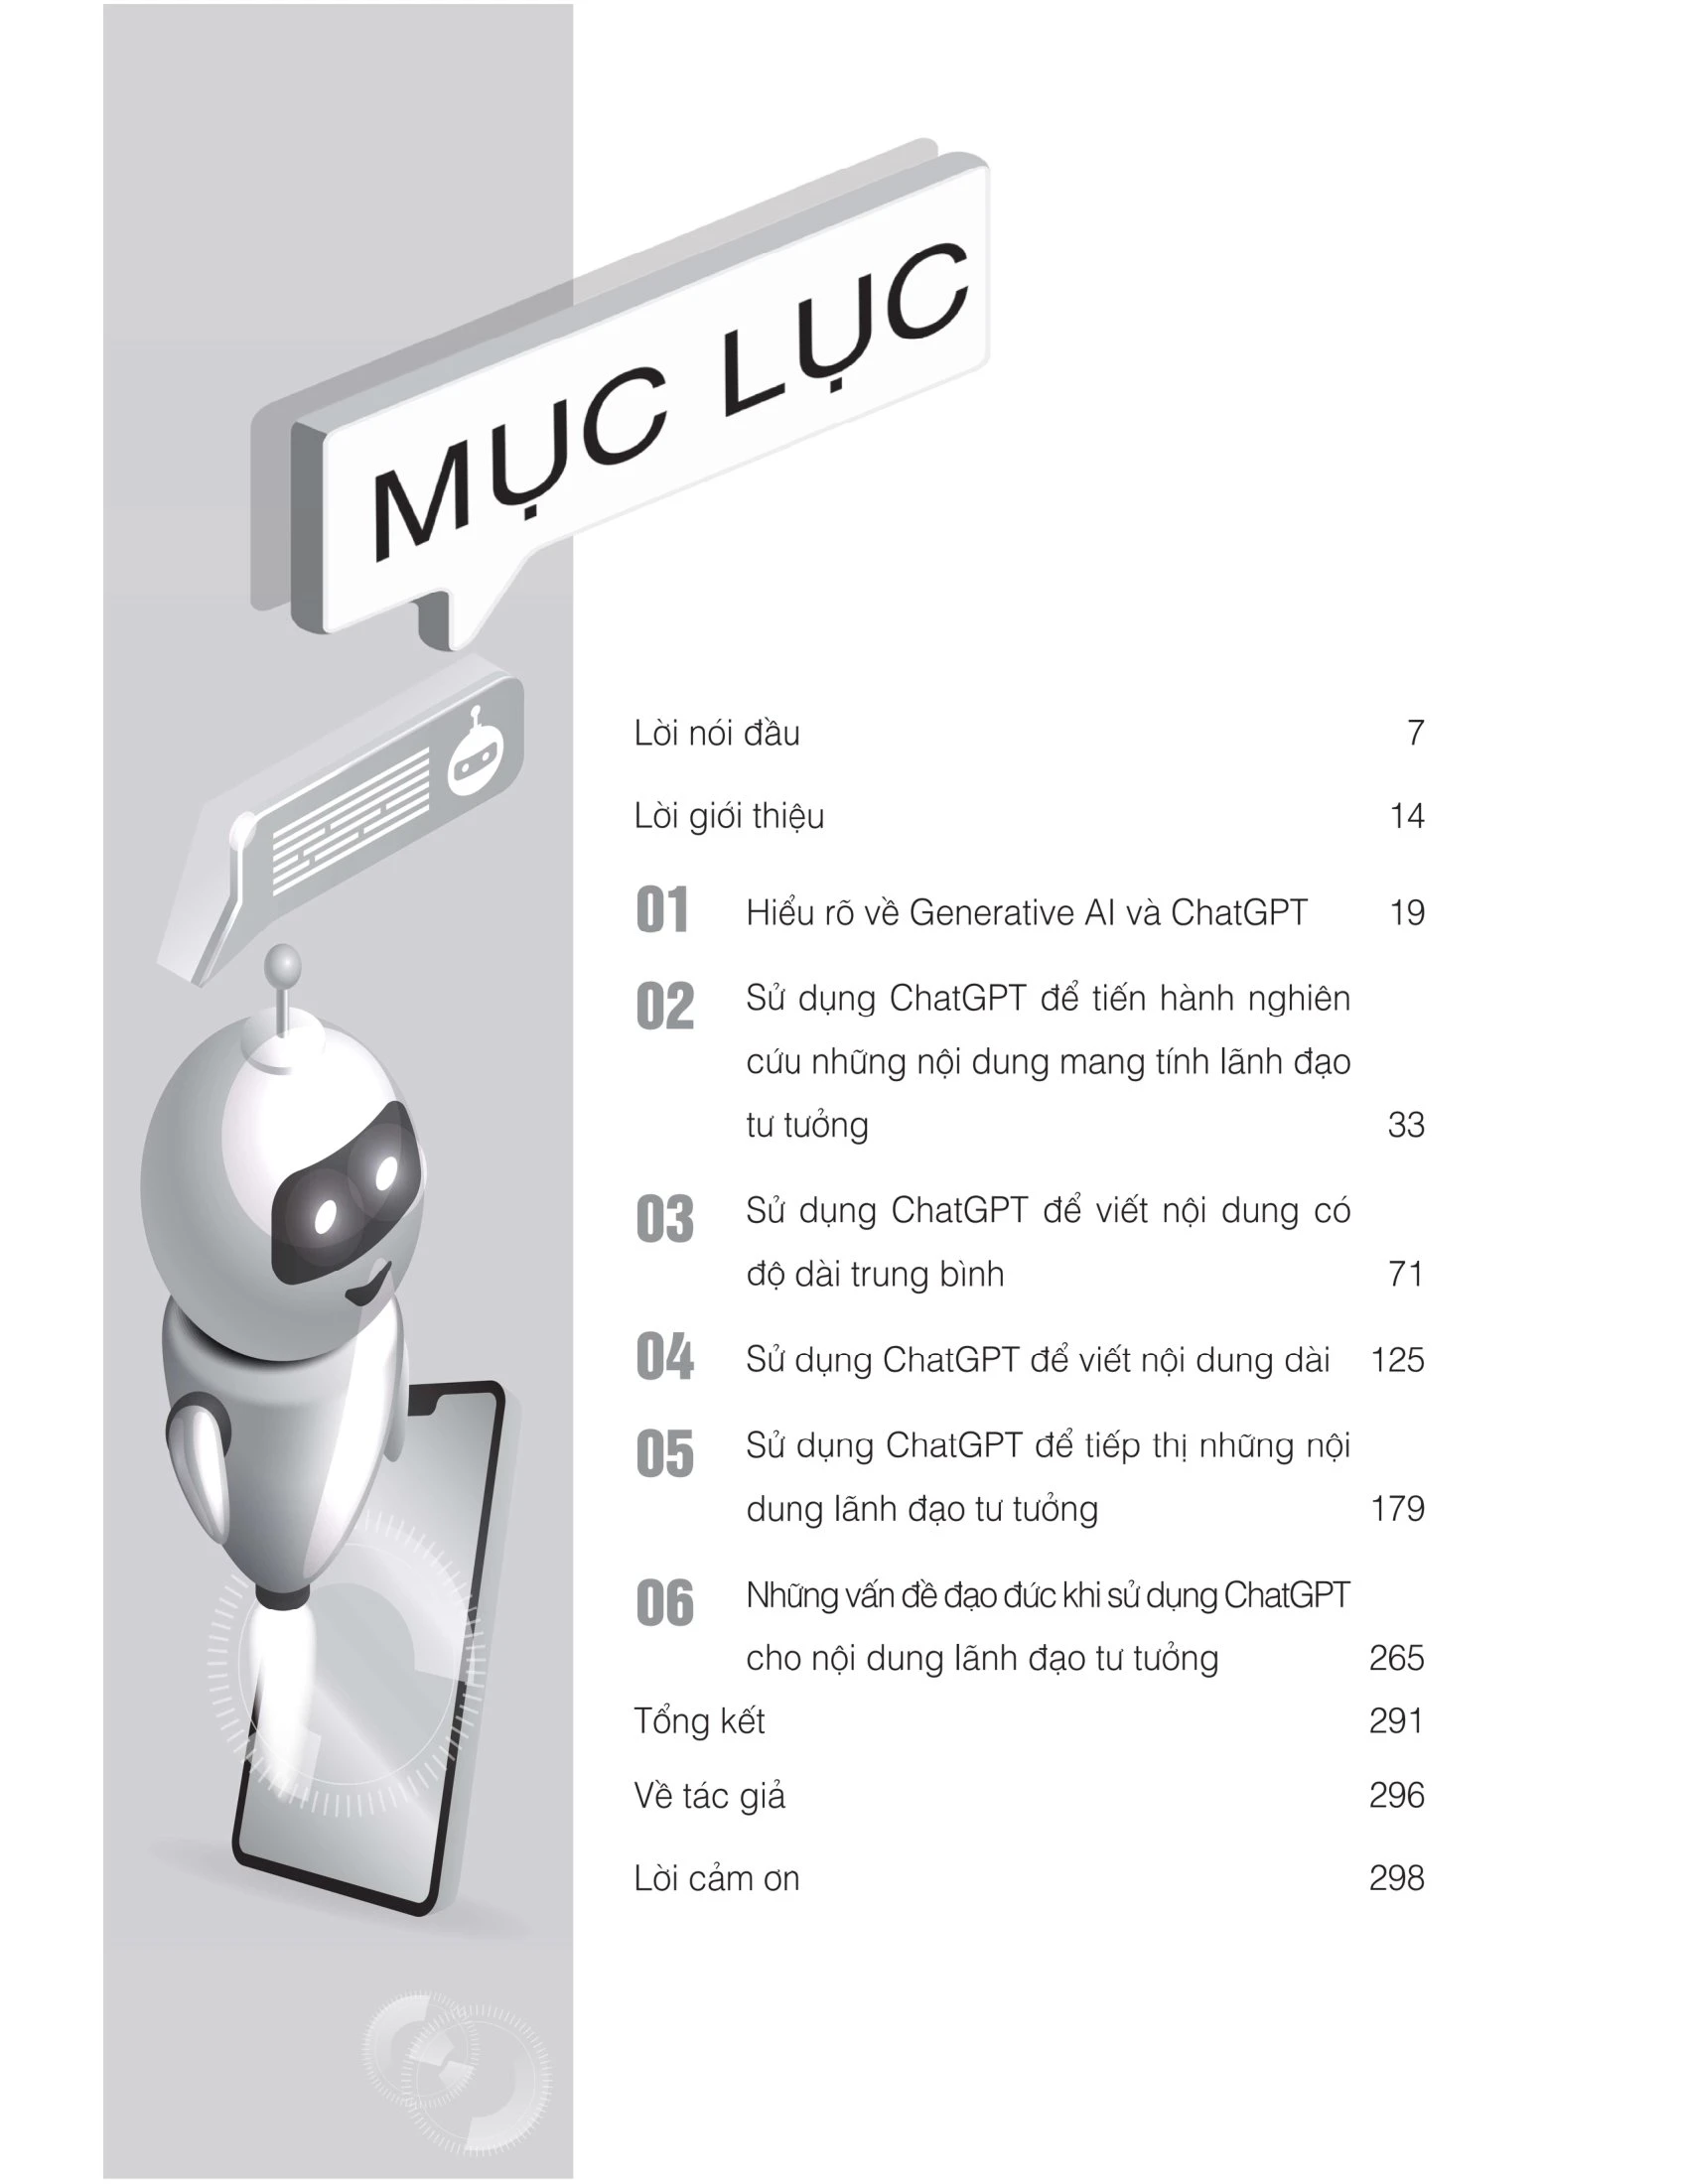 MỤC LỤC
Lời nói đầu 7
Lời giới thiệu 14
01 Hiểu rõ về Generative AI và ChatGPT 19
02 Sử dụng ChatGPT để tiến hành nghiên
cứu những nội dung mang tính lãnh đạo
tư tưởng 33
03 Sử dụng ChatGPT để viết nội dung có
độ dài trung bình 71
04 Sử dụng ChatGPT để viết nội dung dài 125
05 Sử dụng ChatGPT để tiếp thị những nội
dung lãnh đạo tư tưởng 179
06 Những vấn đề đạo đức khi sử dụng ChatGPT
cho nội dung lãnh đạo tư tưởng 265
Tổng kết 291
Về tác giả 296
Lời cảm ơn 298